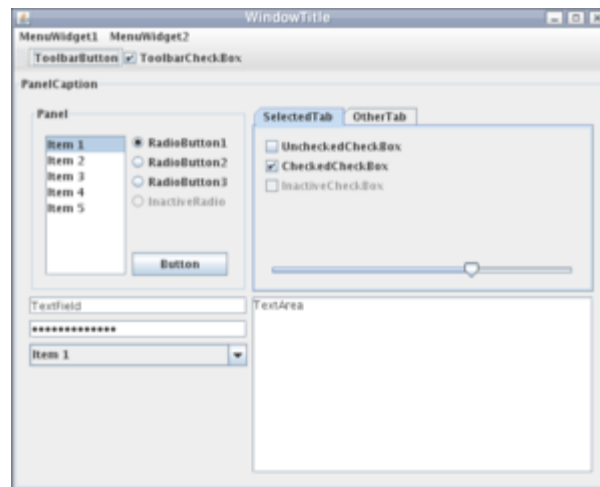 WindowTitle
MenuWidget1 MenuWidget2
ToolbarButton ToolbarCheckBox
PanelCaption
Panel
Item 1
Item 2
Item 3
Item 4
Item 5
RadioButton1
RadioButton2
RadioButton3
InactiveRadio
Button
SelectedTab OtherTab
UncheckedCheckBox
CheckedCheckBox
InactiveCheckBox
TextField
•••••••••••••
Item 1
TextArea